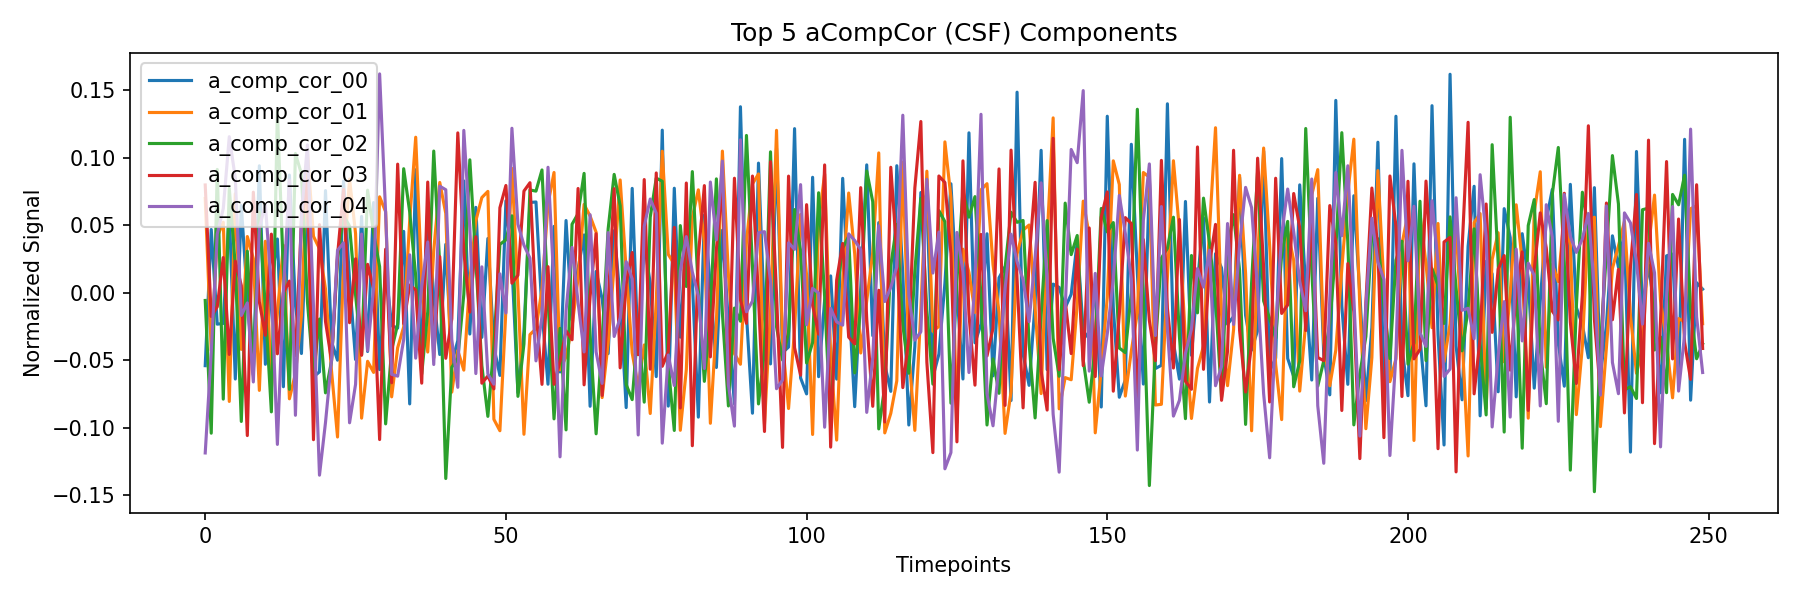 Top 5 aCompCor (CSF) Components
a_comp_cor_00
a_comp_cor_01
a_comp_cor_02
a_comp_cor_03
a_comp_cor_04
Normalized Signal
0.15
0.10
0.05
0.00
−0.05
−0.10
−0.15
0 50 100 150 200 250
Timepoints